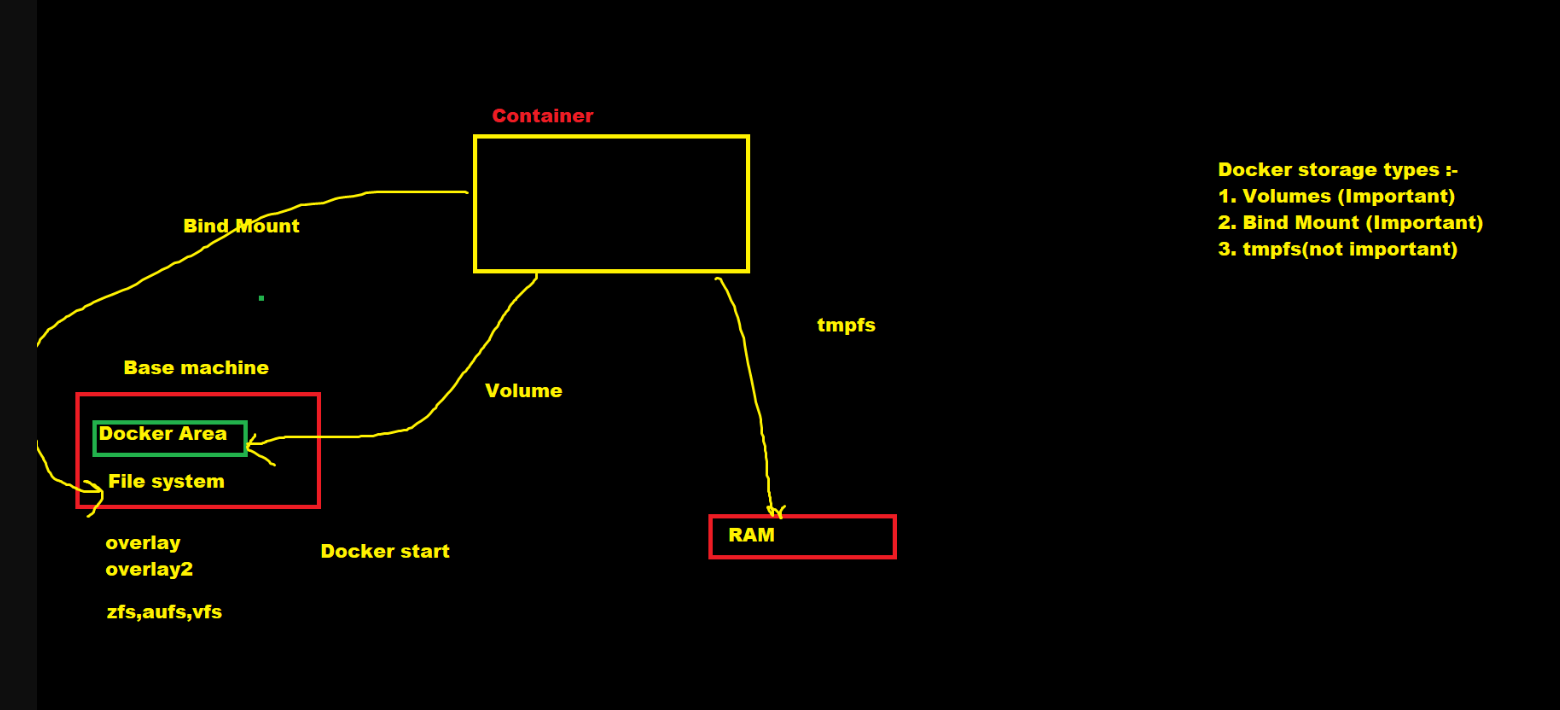 Container
Docker storage types :-
1. Volumes (Important)
2. Bind Mount (Important)
3. tmpfs(not important)
Bind Mount
tmpfs
Base machine
Volume
Docker Area
File system
RAM
overlay
Docker start
overlay2
zfs,aufs,vfs